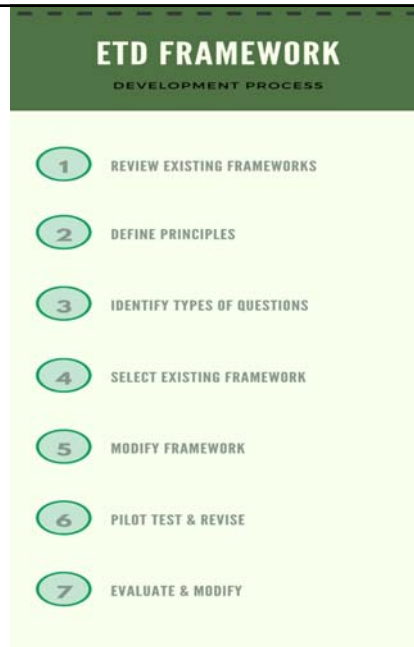 ETD FRAMEWORK
DEVELOPMENT PROCESS
1 REVIEW EXISTING FRAMEWORKS
2 DEFINE PRINCIPLES
3 IDENTIFY TYPES OF QUESTIONS
4 SELECT EXISTING FRAMEWORK
5 MODIFY FRAMEWORK
6 PILOT TEST & REVISE
7 EVALUATE & MODIFY